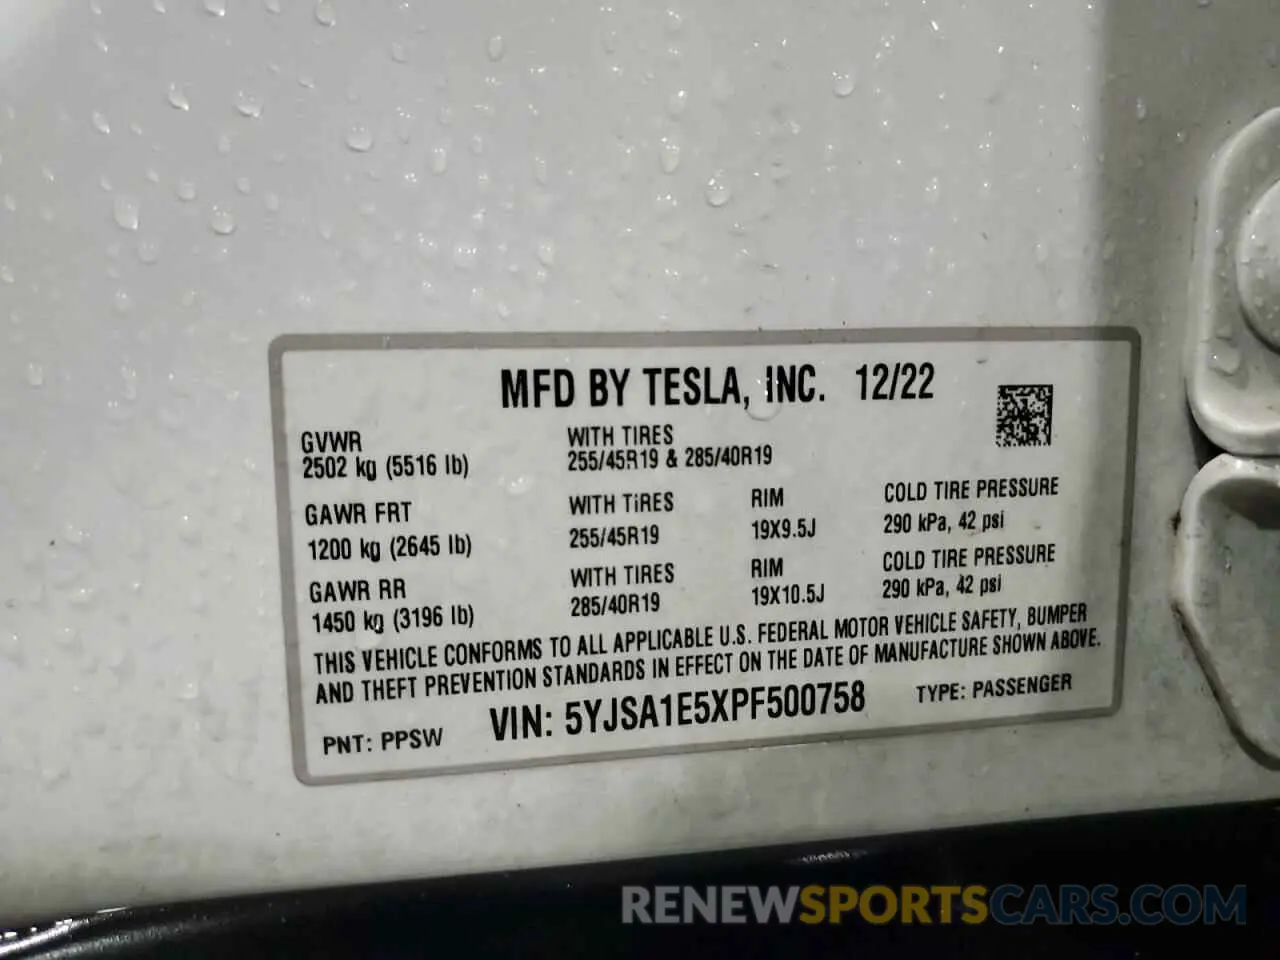 MFD BY TESLA, INC. 12/22
GVWR
2502 kg (5516 lb)
WITH TIRES
255/45R19 & 285/40R19
GAWR FRT
1200 kg (2645 lb)
WITH TIRES
255/45R19
RIM
19X9.5J
COLD TIRE PRESSURE
290 kPa, 42 psi
GAWR RR
1450 kg (3196 lb)
WITH TIRES
285/40R19
RIM
19X10.5J
COLD TIRE PRESSURE
290 kPa, 42 psi
THIS VEHICLE CONFORMS TO ALL APPLICABLE U.S. FEDERAL MOTOR VEHICLE SAFETY, BUMPER
AND THEFT PREVENTION STANDARDS IN EFFECT ON THE DATE OF MANUFACTURE SHOWN ABOVE.
PNT: PPSW VIN: 5YJSA1E5XPF500758 TYPE: PASSENGER
RENEWSPORTSCARS.COM